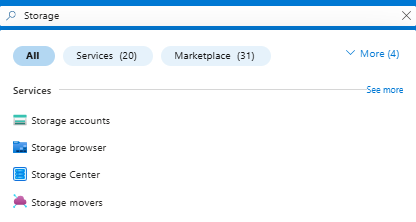 Storage
All Services (20) Marketplace (31) More (4)
Services See more
Storage accounts
Storage browser
Storage Center
Storage movers